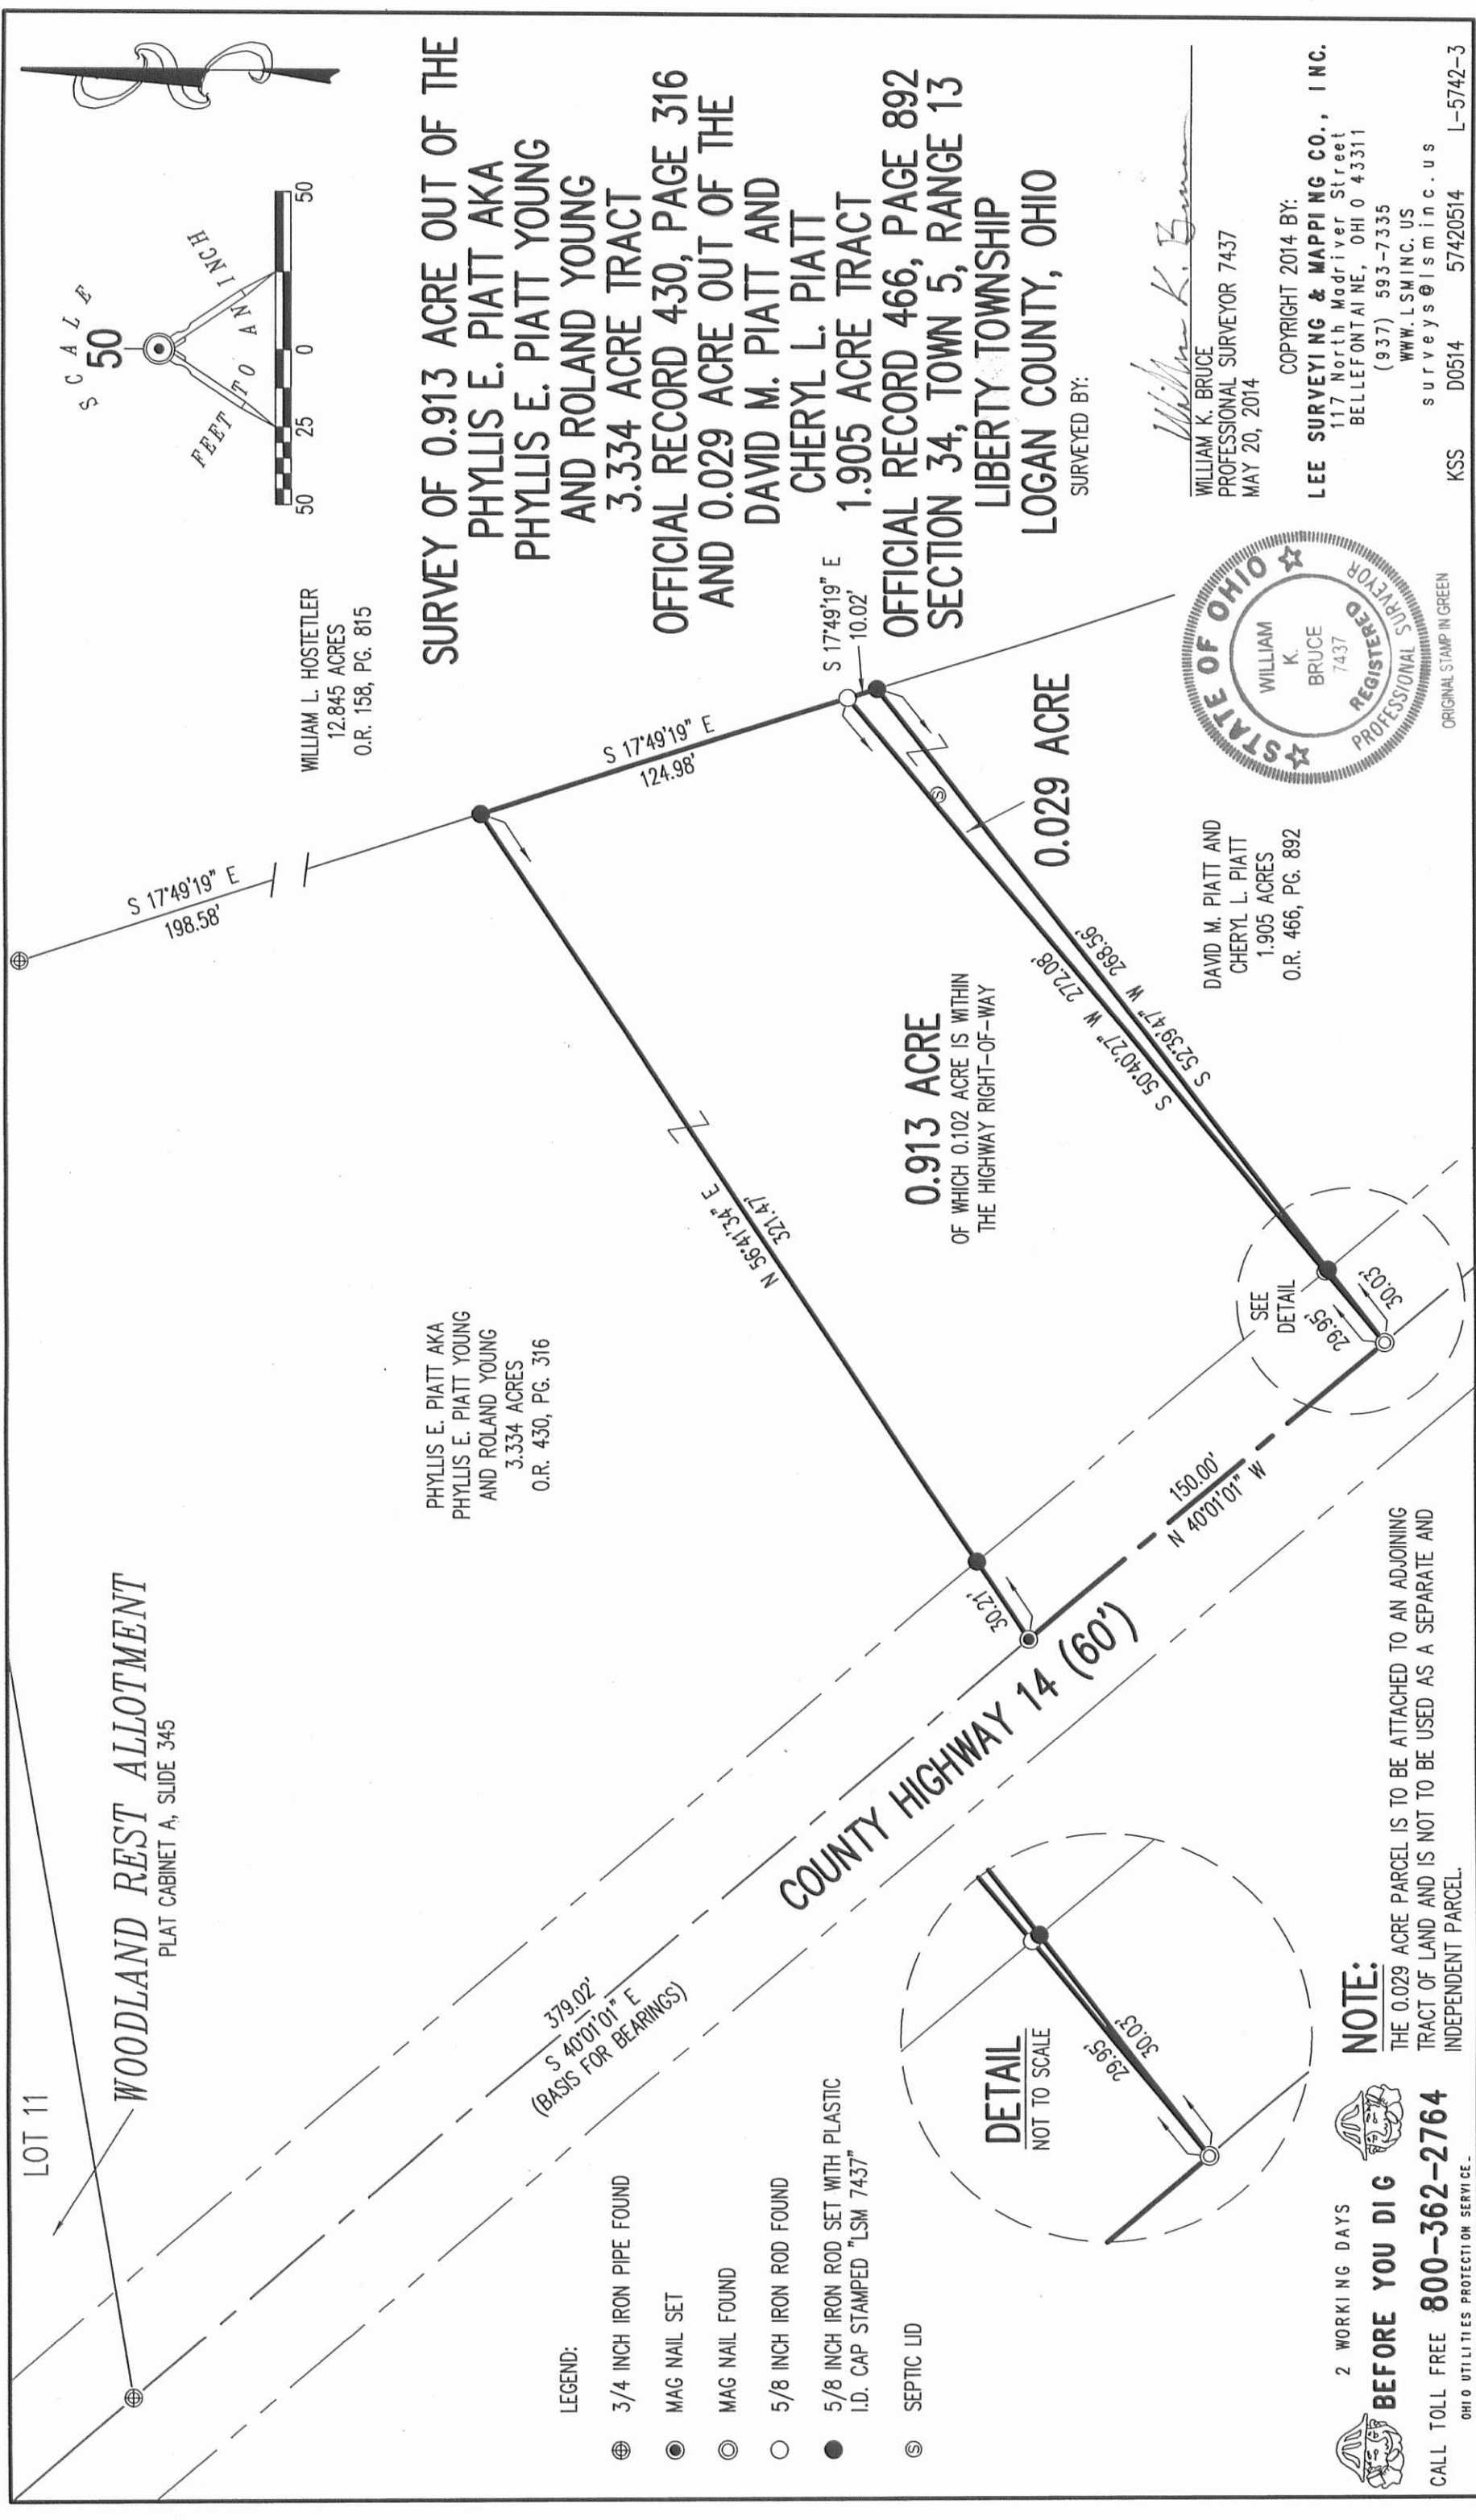 LOT 11
WOODLAND REST ALLOTMENT
PLAT CABINET A, SLIDE 345
S 17°49'19" E
198.58'
WILLIAM L. HOSTETLER
12.845 ACRES
O.R. 158, PG. 815
SCALE
50
FEET TO AN INCH
50 25 0 50
PHYLLIS E. PIATT AKA
PHYLLIS E. PIATT YOUNG
AND ROLAND YOUNG
3.334 ACRES
O.R. 430, PG. 316
S 17°49'19" E
124.98'
S 17°49'19" E
10.02'
N 56°41'34" E
321.47'
30.21'
0.913 ACRE
OF WHICH 0.102 ACRE IS WITHIN
THE HIGHWAY RIGHT-OF-WAY
S 50°40'27" W 272.08'
S 52°39'47" W 268.56'
S
0.029 ACRE
DAVID M. PIATT AND
CHERYL L. PIATT
1.905 ACRES
O.R. 466, PG. 892
SEE
DETAIL
29.95'
30.03'
150.00'
N 40°01'01" W
COUNTY HIGHWAY 14 (60')
379.02'
S 40°01'01" E
(BASIS FOR BEARINGS)
SURVEY OF 0.913 ACRE OUT OF THE
PHYLLIS E. PIATT AKA
PHYLLIS E. PIATT YOUNG
AND ROLAND YOUNG
3.334 ACRE TRACT
OFFICIAL RECORD 430, PAGE 316
AND 0.029 ACRE OUT OF THE
DAVID M. PIATT AND
CHERYL L. PIATT
1.905 ACRE TRACT
OFFICIAL RECORD 466, PAGE 892
SECTION 34, TOWN 5, RANGE 13
LIBERTY TOWNSHIP
LOGAN COUNTY, OHIO
SURVEYED BY:
William K. Bruce
WILLIAM K. BRUCE
PROFESSIONAL SURVEYOR 7437
MAY 20, 2014
COPYRIGHT 2014 BY:
LEE SURVEYING & MAPPING CO., INC.
117 North Madriver Street
BELLEFONTAINE, OHIO 43311
(937) 593-7335
WWW.LSMINC.US
surveys@lsminc.us
KSS D0514 57420514 L-5742-3
STATE OF OHIO
WILLIAM
K.
BRUCE
7437
REGISTERED
PROFESSIONAL SURVEYOR
ORIGINAL STAMP IN GREEN
LEGEND:
3/4 INCH IRON PIPE FOUND
MAG NAIL SET
MAG NAIL FOUND
5/8 INCH IRON ROD FOUND
5/8 INCH IRON ROD SET WITH PLASTIC
I.D. CAP STAMPED "LSM 7437"
S SEPTIC LID
DETAIL
NOT TO SCALE
29.95'
30.03'
2 WORKING DAYS
BEFORE YOU DIG
CALL TOLL FREE 800-362-2764
OHIO UTILITIES PROTECTION SERVICE
NOTE:
THE 0.029 ACRE PARCEL IS TO BE ATTACHED TO AN ADJOINING
TRACT OF LAND AND IS NOT TO BE USED AS A SEPARATE AND
INDEPENDENT PARCEL.